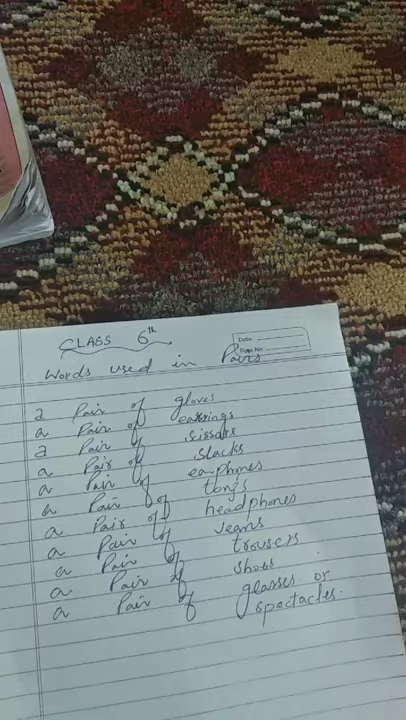 CLASS 6th
Date:
Page No
Words used in Pairs
a Pair of gloves
a Pair of earrings
a Pair of scissors
a Pair of slacks
a Pair of earphones
a Pair of tongs
a Pair of headphones
a Pair of jeans
a Pair of trousers
a Pair of shoes
a Pair of glasses or
spectacles.